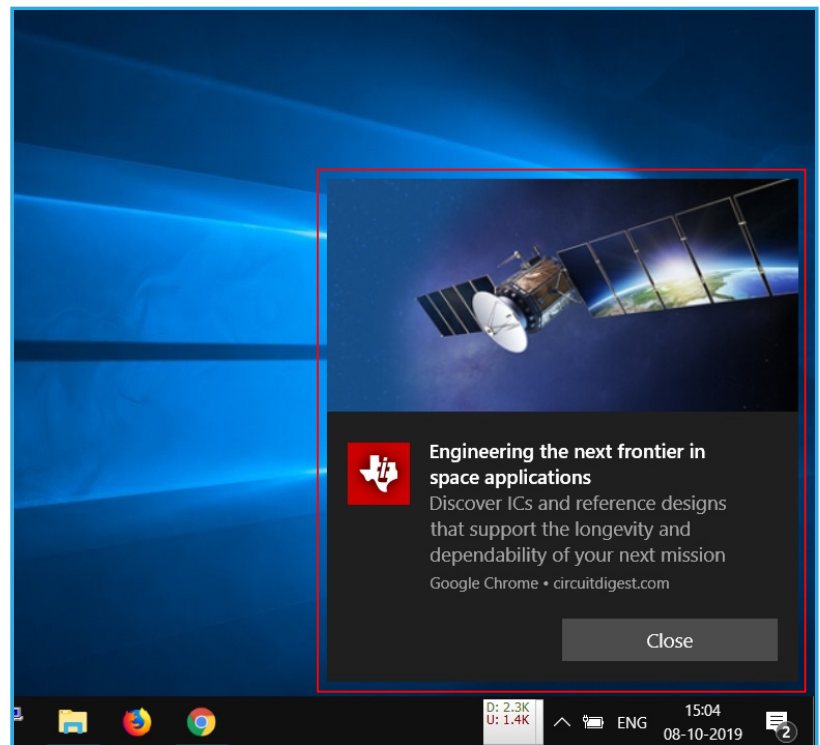 Engineering the next frontier in
space applications
Discover ICs and reference designs
that support the longevity and
dependability of your next mission
Google Chrome • circuitdigest.com
Close
D: 2.3K
U: 1.4K
ENG
15:04
08-10-2019
2